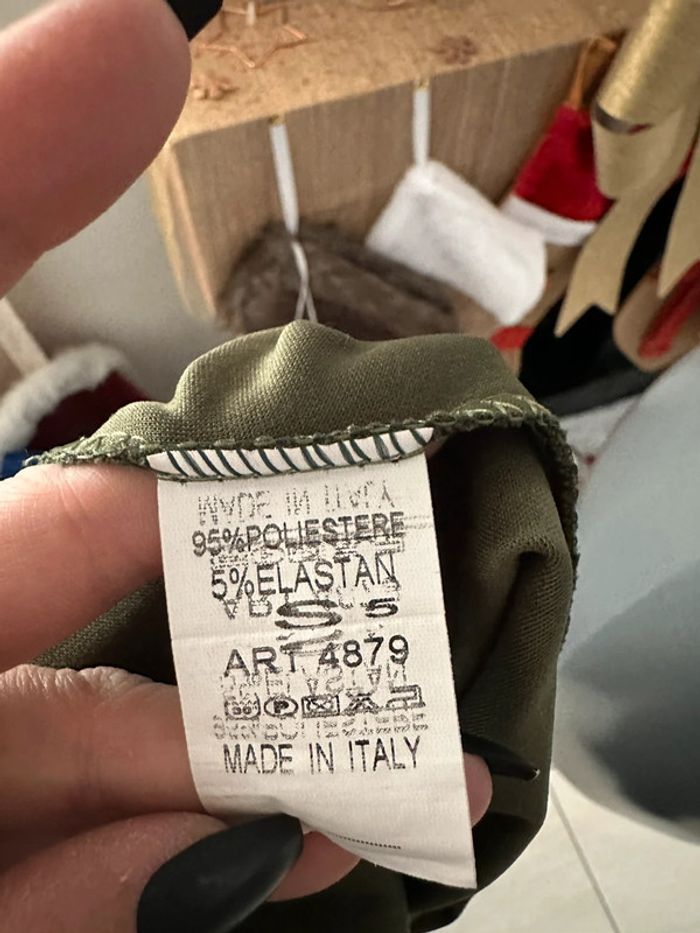 95%POLIESTERE
5%ELASTAN
S
ART 4879
MADE IN ITALY